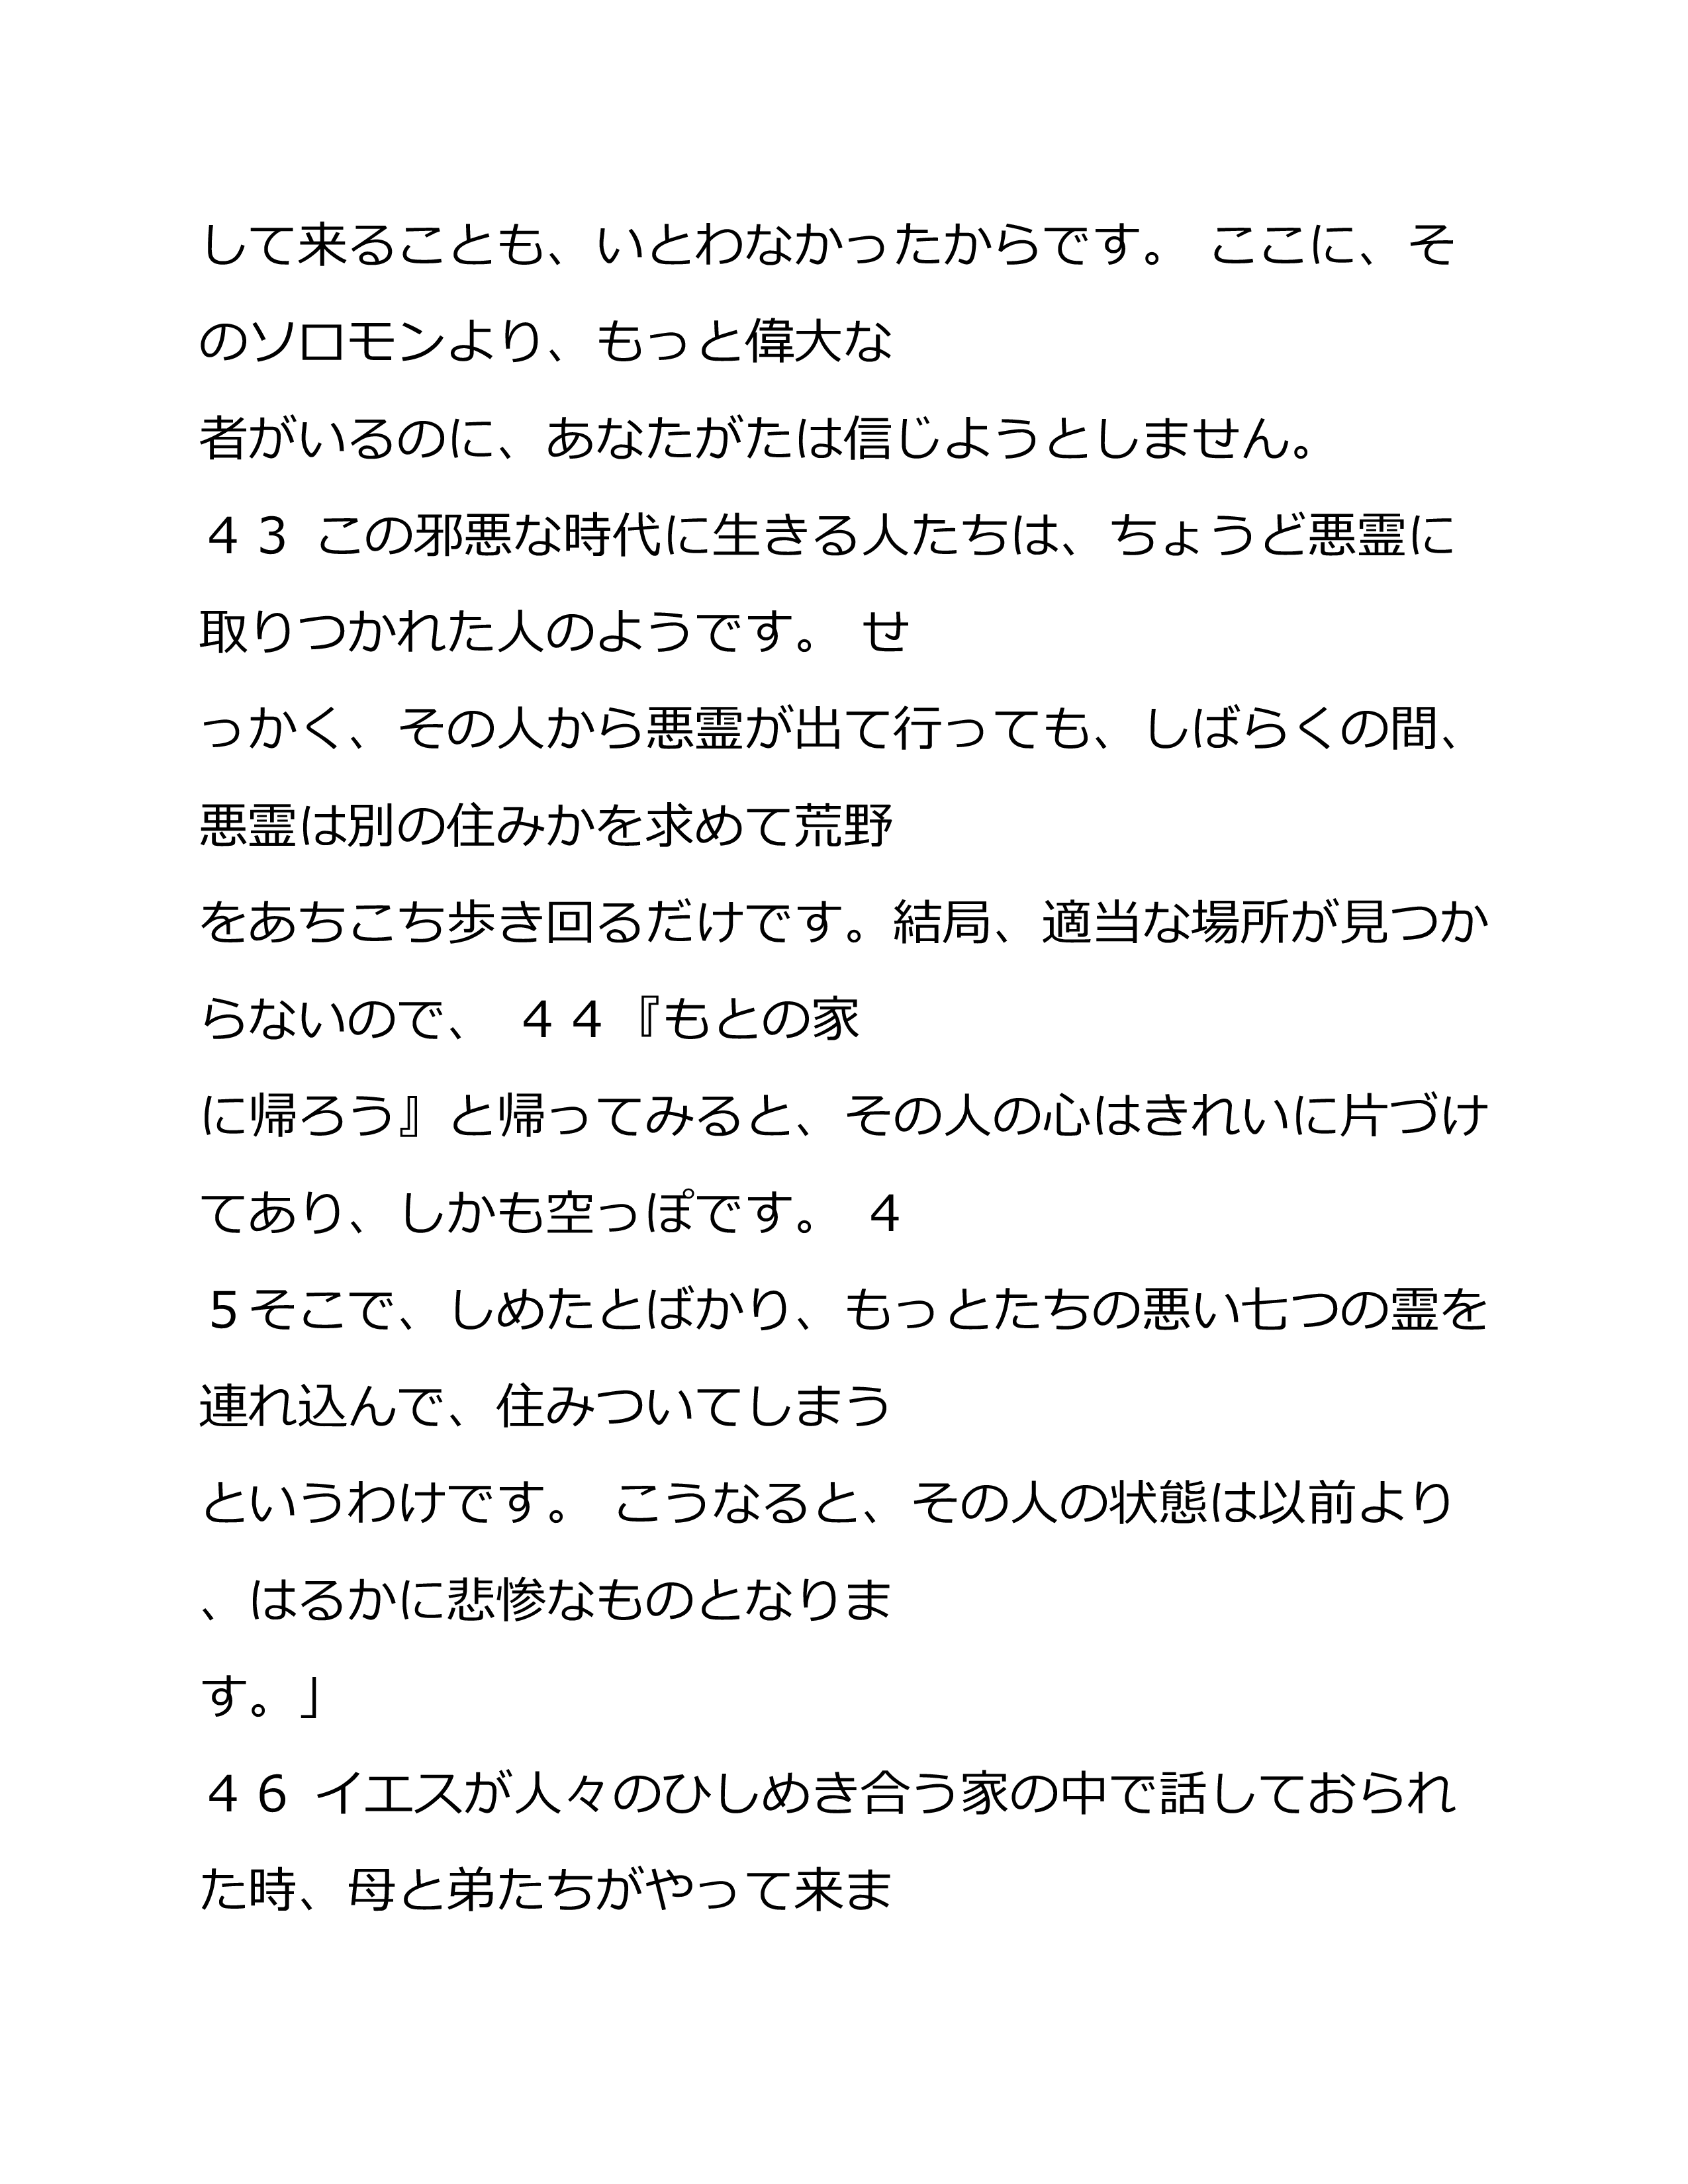 して来ることも、いとわなかったからです。 ここに、そ
のソロモンより、もっと偉大な
者がいるのに、あなたがたは信じようとしません。
４３ この邪悪な時代に生きる人たちは、ちょうど悪霊に
取りつかれた人のようです。 せ
っかく、その人から悪霊が出て行っても、しばらくの間、
悪霊は別の住みかを求めて荒野
をあちこち歩き回るだけです。結局、適当な場所が見つか
らないので、 ４４『もとの家
に帰ろう』と帰ってみると、その人の心はきれいに片づけ
てあり、しかも空っぽです。 ４
５そこで、しめたとばかり、もっとたちの悪い七つの霊を
連れ込んで、住みついてしまう
というわけです。 こうなると、その人の状態は以前より
、はるかに悲惨なものとなりま
す。」
４６ イエスが人々のひしめき合う家の中で話しておられ
た時、母と弟たちがやって来ま